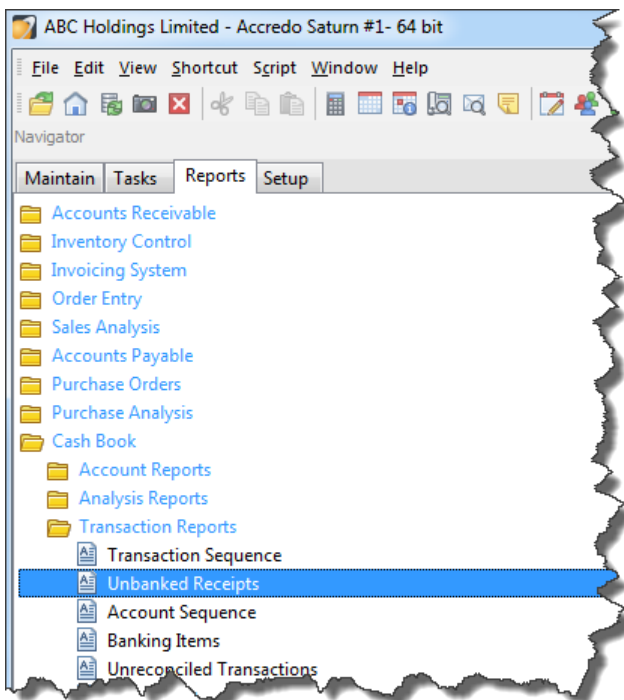 ABC Holdings Limited - Accredo Saturn #1- 64 bit
File Edit View Shortcut Script Window Help
Navigator
Maintain Tasks Reports Setup
Accounts Receivable
Inventory Control
Invoicing System
Order Entry
Sales Analysis
Accounts Payable
Purchase Orders
Purchase Analysis
Cash Book
Account Reports
Analysis Reports
Transaction Reports
Transaction Sequence
Unbanked Receipts
Account Sequence
Banking Items
Unreconciled Transactions